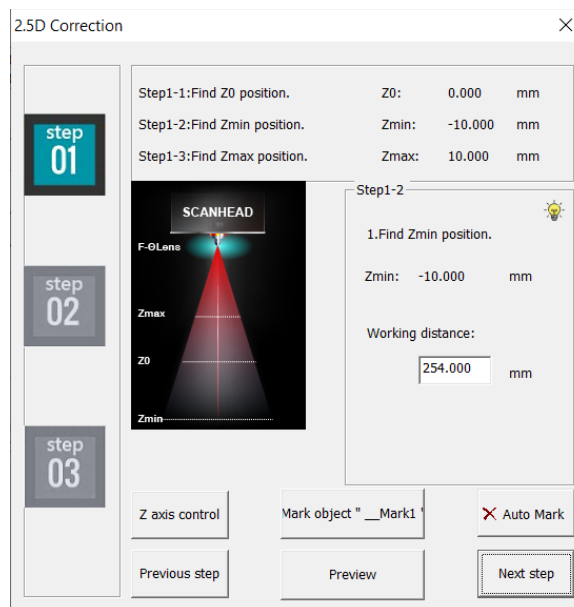 2.5D Correction
step
01
step
02
step
03
Step1-1:Find Z0 position. Z0: 0.000 mm
Step1-2:Find Zmin position. Zmin: -10.000 mm
Step1-3:Find Zmax position. Zmax: 10.000 mm
SCANHEAD
F-ΘLens
Zmax
Z0
Zmin
Step1-2
1.Find Zmin position.
Zmin: -10.000 mm
Working distance:
254.000 mm
Z axis control
Mark object " __Mark1 '
Auto Mark
Previous step
Preview
Next step